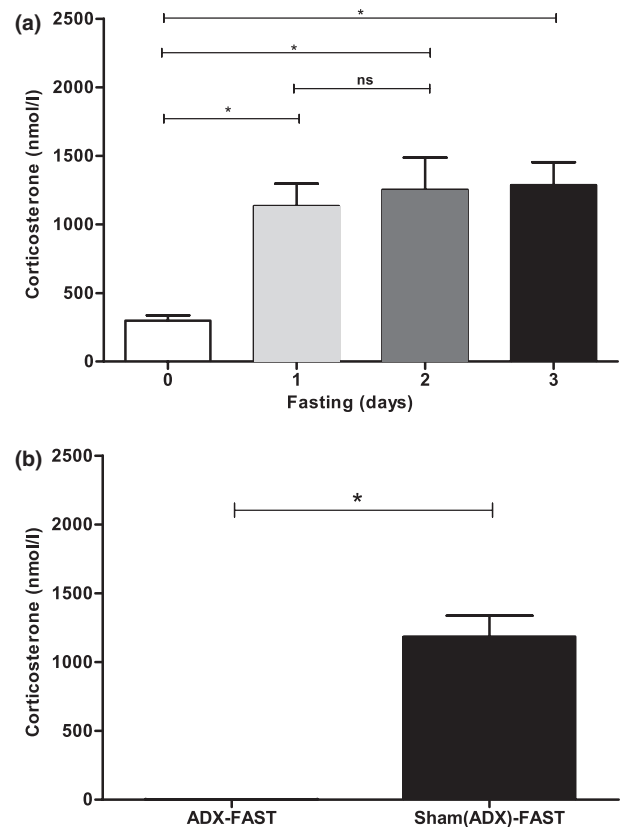 (a)
Corticosterone (nmol/l)
2500
2000
1500
1000
500
0
*
*
ns
*
0 1 2 3
Fasting (days)
(b)
Corticosterone (nmol/l)
2500
2000
1500
1000
500
0
*
ADX-FAST Sham(ADX)-FAST